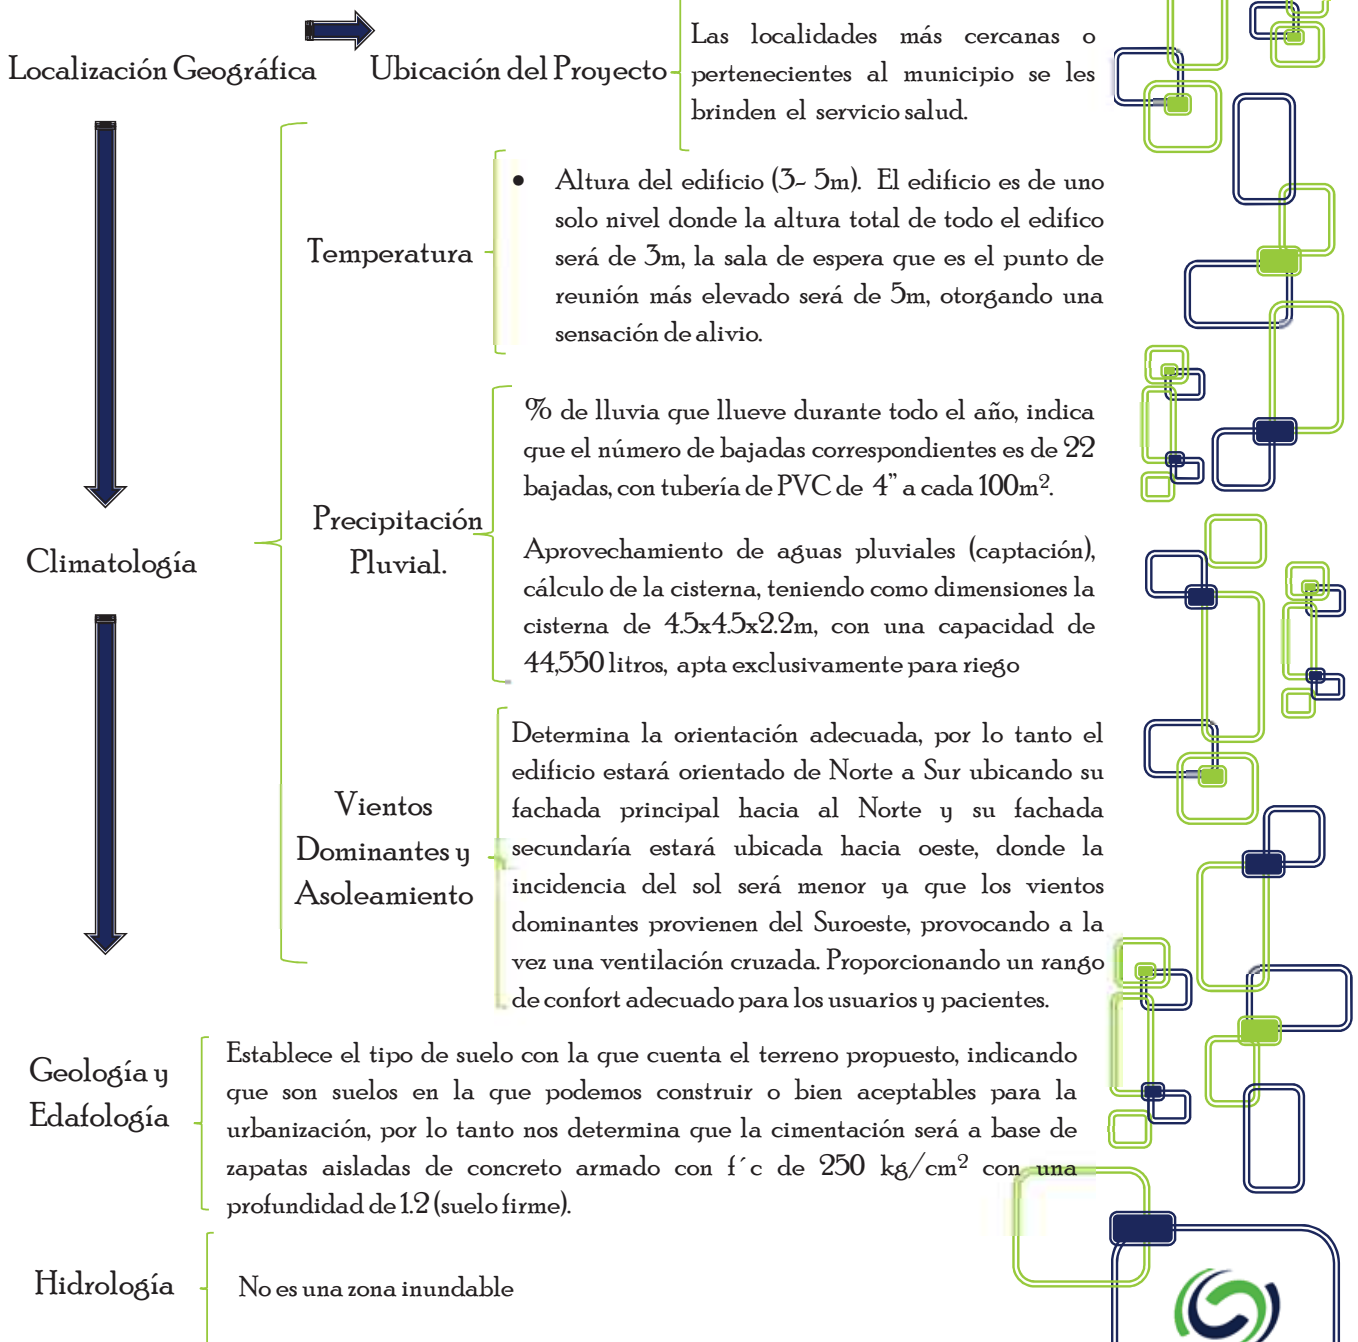 Localización Geográfica
Ubicación del Proyecto
Las localidades más cercanas o
pertenecientes al municipio se les
brinden el servicio salud.
Climatología
Temperatura
• Altura del edificio (3- 5m). El edificio es de uno
solo nivel donde la altura total de todo el edifico
será de 3m, la sala de espera que es el punto de
reunión más elevado será de 5m, otorgando una
sensación de alivio.
Precipitación
Pluvial.
% de lluvia que llueve durante todo el año, indica
que el número de bajadas correspondientes es de 22
bajadas, con tubería de PVC de 4” a cada 100m².
Aprovechamiento de aguas pluviales (captación),
cálculo de la cisterna, teniendo como dimensiones la
cisterna de 4.5x4.5x2.2m, con una capacidad de
44,550 litros, apta exclusivamente para riego
Vientos
Dominantes y
Asoleamiento
Determina la orientación adecuada, por lo tanto el
edificio estará orientado de Norte a Sur ubicando su
fachada principal hacia al Norte y su fachada
secundaría estará ubicada hacia oeste, donde la
incidencia del sol será menor ya que los vientos
dominantes provienen del Suroeste, provocando a la
vez una ventilación cruzada. Proporcionando un rango
de confort adecuado para los usuarios y pacientes.
Geología y
Edafología
Establece el tipo de suelo con la que cuenta el terreno propuesto, indicando
que son suelos en la que podemos construir o bien aceptables para la
urbanización, por lo tanto nos determina que la cimentación será a base de
zapatas aisladas de concreto armado con f´c de 250 kg/cm² con una
profundidad de 1.2 (suelo firme).
Hidrología
No es una zona inundable